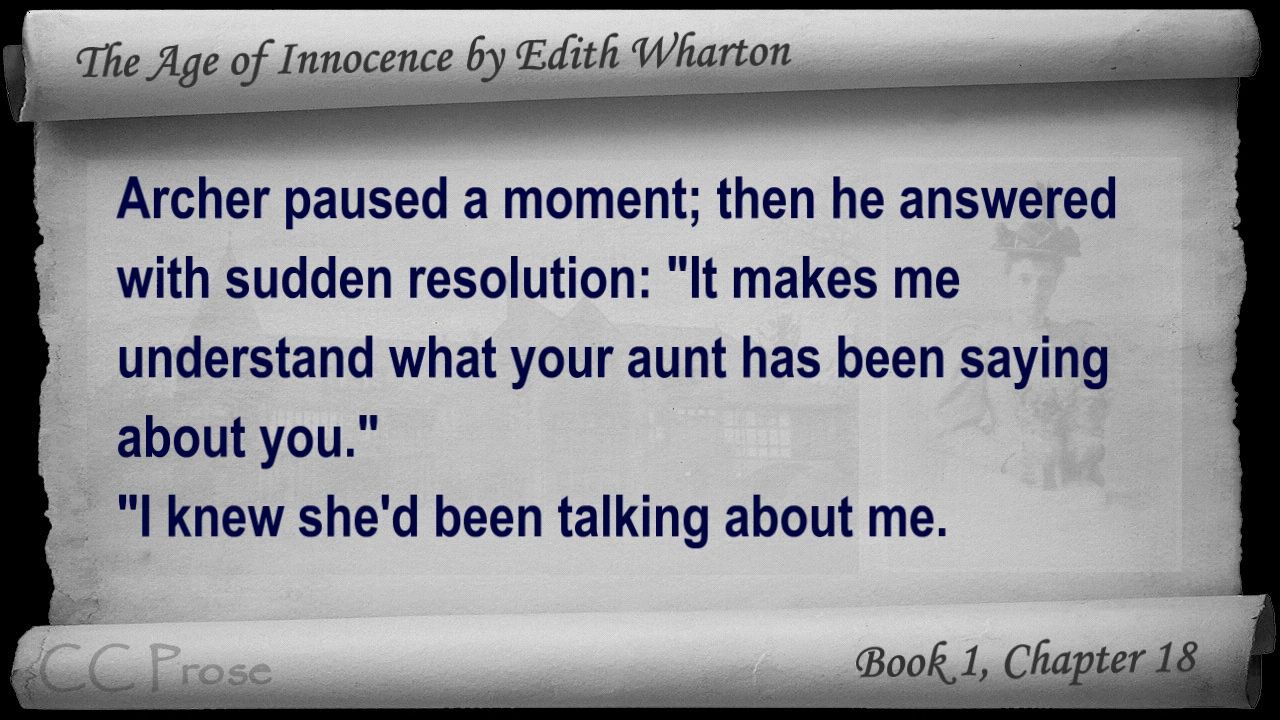 The Age of Innocence by Edith Wharton
Archer paused a moment; then he answered
with sudden resolution: "It makes me
understand what your aunt has been saying
about you."
"I knew she'd been talking about me.
CC Prose
Book 1, Chapter 18